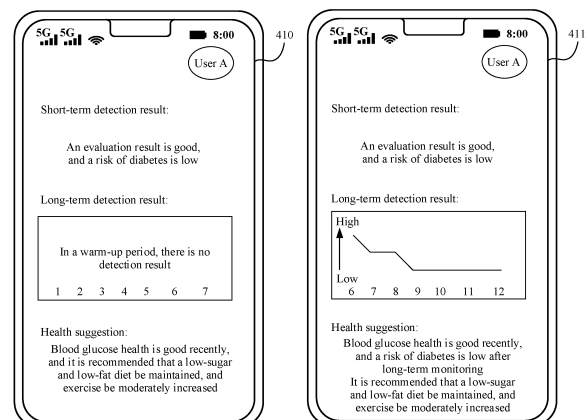 5G 5G 8:00
User A
410
Short-term detection result:
An evaluation result is good,
and a risk of diabetes is low
Long-term detection result:
In a warm-up period, there is no
detection result
1 2 3 4 5 6 7
Health suggestion:
Blood glucose health is good recently,
and it is recommended that a low-sugar
and low-fat diet be maintained, and
exercise be moderately increased
5G 5G 8:00
User A
411
Short-term detection result:
An evaluation result is good,
and a risk of diabetes is low
Long-term detection result:
High
Low
6 7 8 9 10 11 12
Health suggestion:
Blood glucose health is good recently,
and a risk of diabetes is low after
long-term monitoring
It is recommended that a low-sugar
and low-fat diet be maintained, and
exercise be moderately increased